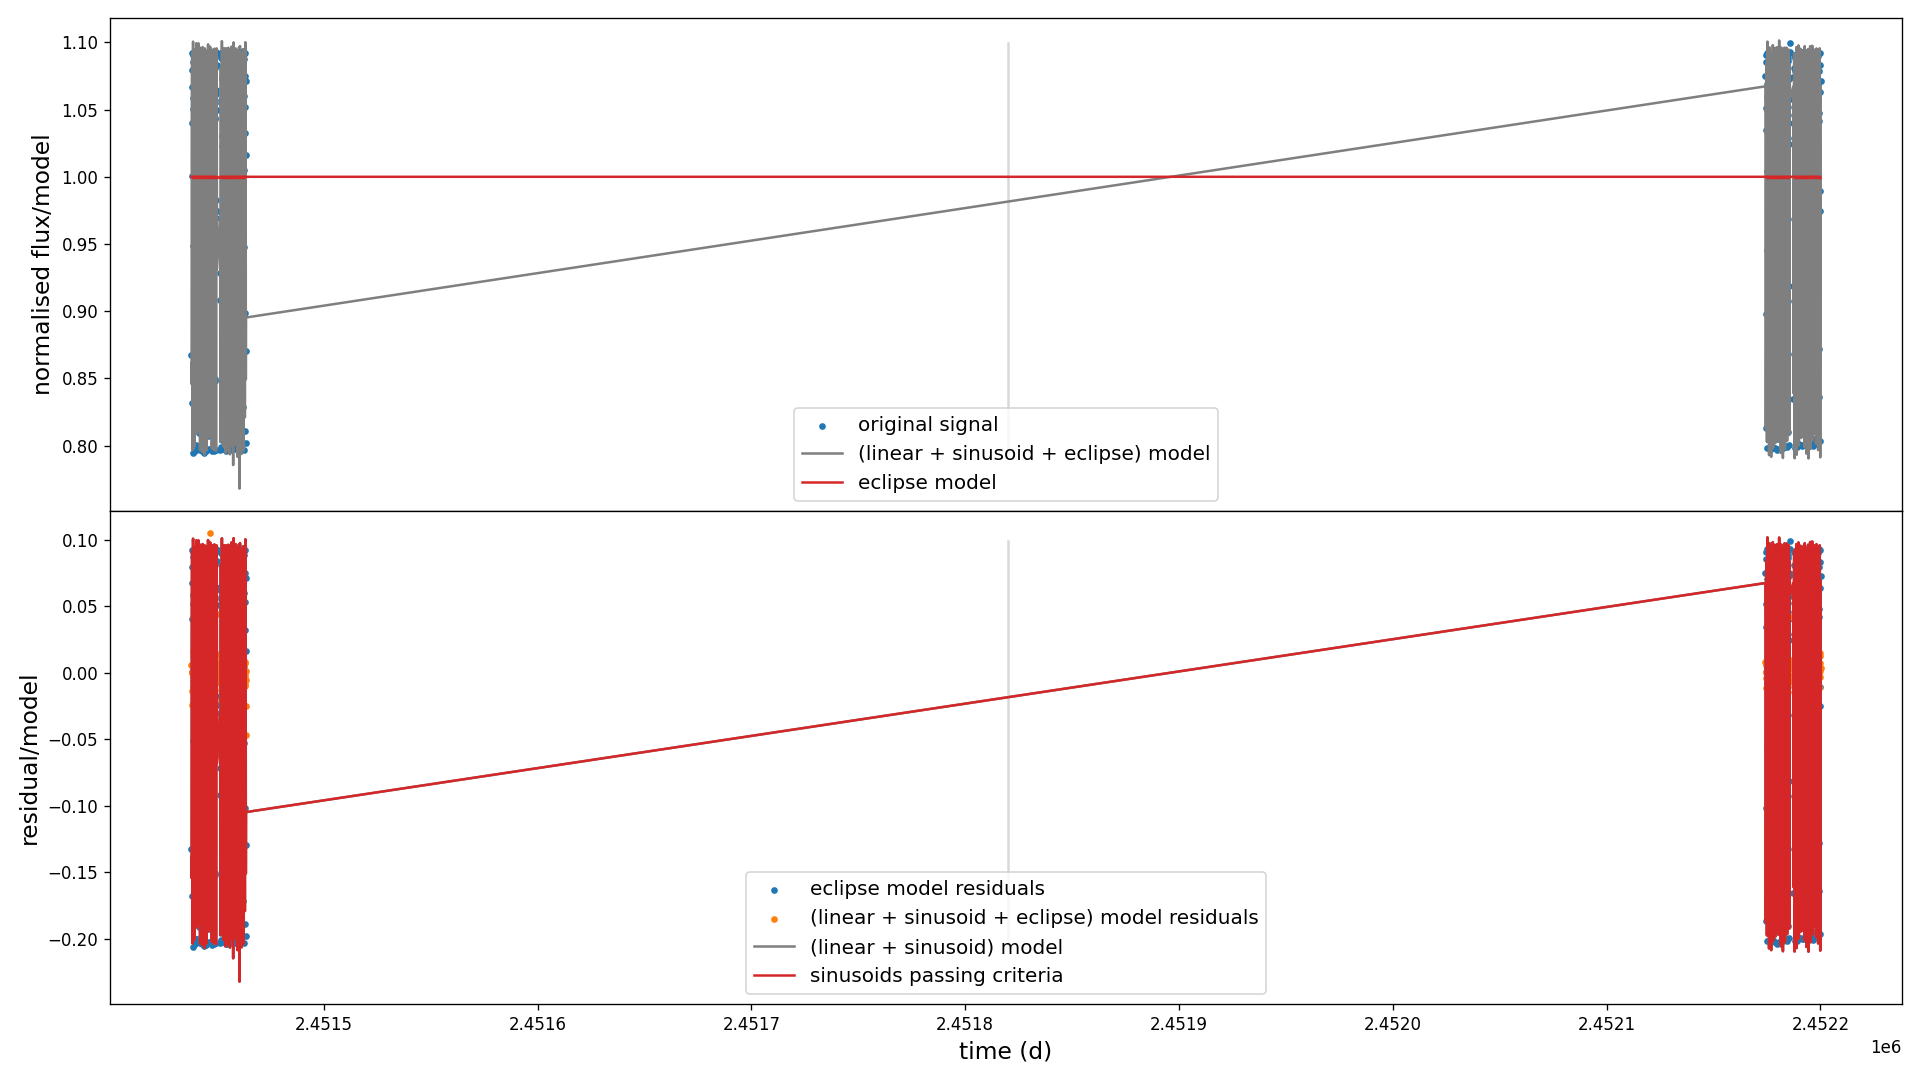 1.10
1.05
1.00
0.95
0.90
0.85
0.80
normalised flux/model
original signal
(linear + sinusoid + eclipse) model
eclipse model
0.10
0.05
0.00
−0.05
−0.10
−0.15
−0.20
residual/model
eclipse model residuals
(linear + sinusoid + eclipse) model residuals
(linear + sinusoid) model
sinusoids passing criteria
2.4515 2.4516 2.4517 2.4518 2.4519 2.4520 2.4521 2.4522
1e6
time (d)